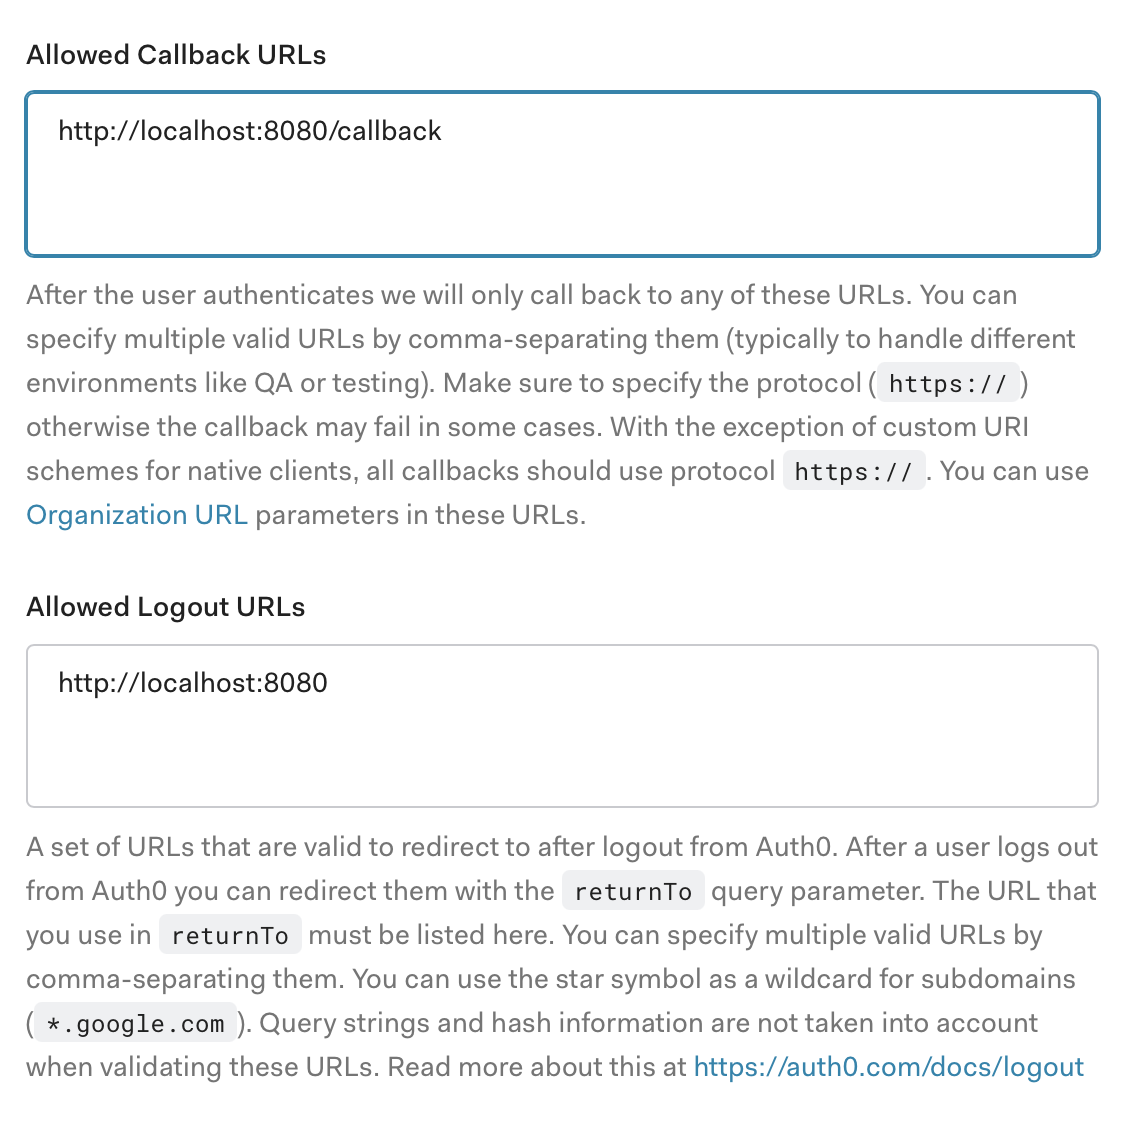 Allowed Callback URLs
http://localhost:8080/callback
After the user authenticates we will only call back to any of these URLs. You can
specify multiple valid URLs by comma-separating them (typically to handle different
environments like QA or testing). Make sure to specify the protocol ( https:// )
otherwise the callback may fail in some cases. With the exception of custom URI
schemes for native clients, all callbacks should use protocol https:// . You can use
Organization URL parameters in these URLs.
Allowed Logout URLs
http://localhost:8080
A set of URLs that are valid to redirect to after logout from Auth0. After a user logs out
from Auth0 you can redirect them with the returnTo query parameter. The URL that
you use in returnTo must be listed here. You can specify multiple valid URLs by
comma-separating them. You can use the star symbol as a wildcard for subdomains
( *.google.com ). Query strings and hash information are not taken into account
when validating these URLs. Read more about this at https://auth0.com/docs/logout